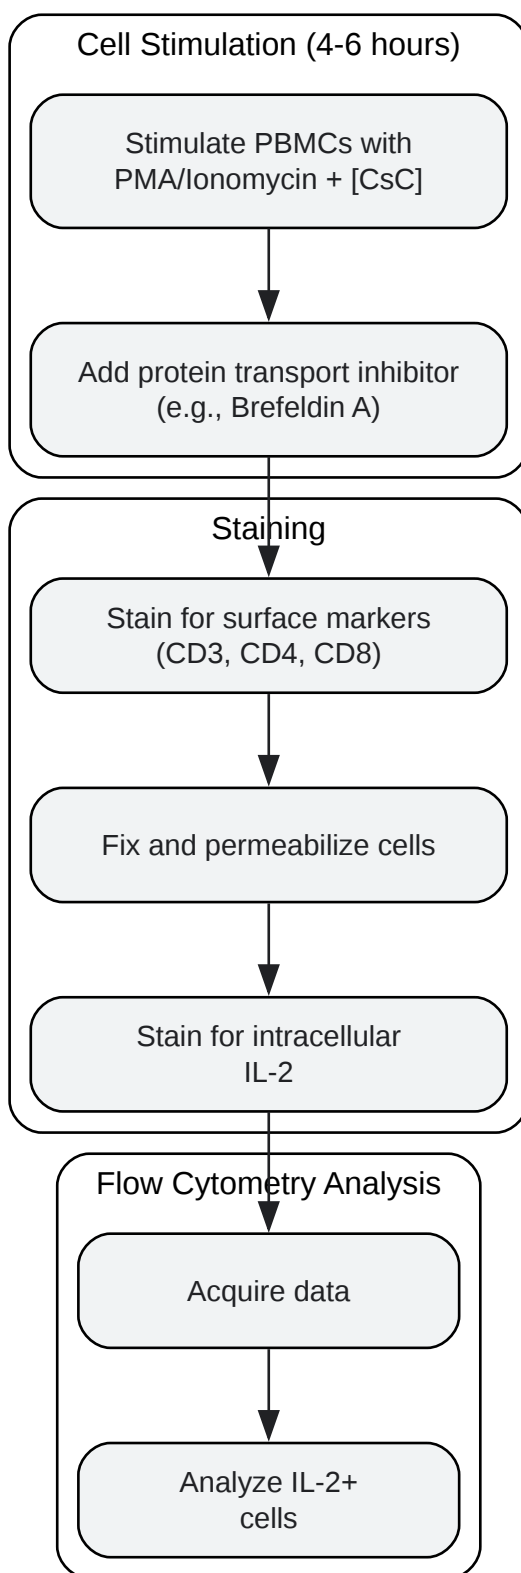 Cell Stimulation (4-6 hours)
Stimulate PBMCs with
PMA/Ionomycin + [CsC]
Add protein transport inhibitor
(e.g., Brefeldin A)
Staining
Stain for surface markers
(CD3, CD4, CD8)
Fix and permeabilize cells
Stain for intracellular
IL-2
Flow Cytometry Analysis
Acquire data
Analyze IL-2+
cells